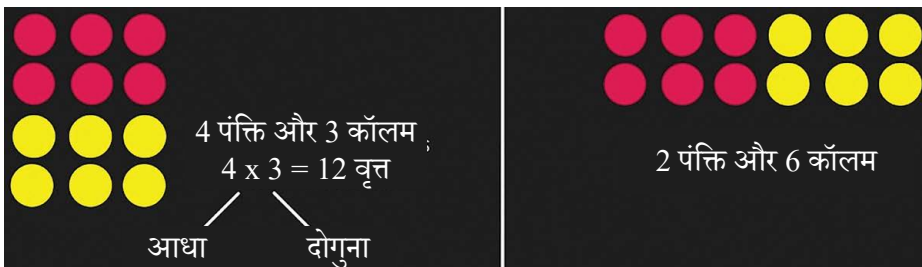 4 पंक्ति और 3 कॉलम ;
4 x 3 = 12 वृत्त
आधा दोगुना
2 पंक्ति और 6 कॉलम